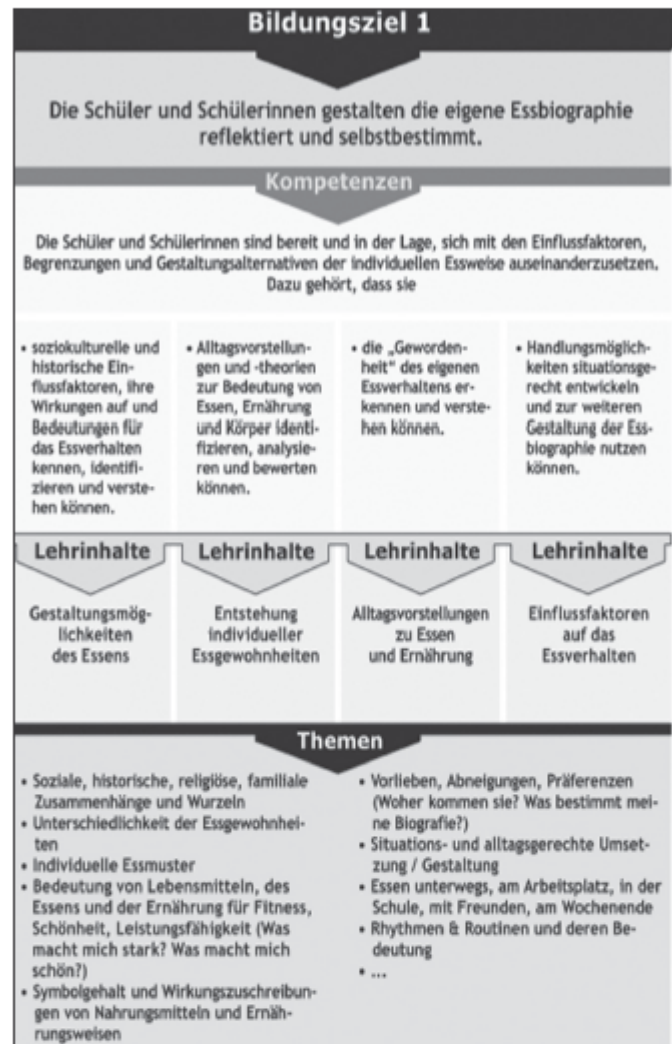 Bildungsziel 1
Die Schüler und Schülerinnen gestalten die eigene Essbiographie
reflektiert und selbstbestimmt.
Kompetenzen
Die Schüler und Schülerinnen sind bereit und in der Lage, sich mit den Einflussfaktoren,
Begrenzungen und Gestaltungsalternativen der individuellen Essweise auseinanderzusetzen.
Dazu gehört, dass sie
• soziokulturelle und
historische Ein-
flussfaktoren, ihre
Wirkungen auf und
Bedeutungen für
das Essverhalten
kennen, identifi-
zieren und verste-
hen können.
• Alltagsvorstellun-
gen und -theorien
zur Bedeutung von
Essen, Ernährung
und Körper identi-
fizieren, analysie-
ren und bewerten
können.
• die „Geworden-
heit“ des eigenen
Essverhaltens er-
kennen und verste-
hen können.
• Handlungsmöglich-
keiten situationsge-
recht entwickeln
und zur weiteren
Gestaltung der Ess-
biographie nutzen
können.
Lehrinhalte
Gestaltungsmög-
lichkeiten
des Essens
Lehrinhalte
Entstehung
individueller
Essgewohnheiten
Lehrinhalte
Alltagsvorstellungen
zu Essen
und Ernährung
Lehrinhalte
Einflussfaktoren
auf das
Essverhalten
Themen
• Soziale, historische, religiöse, familiale
Zusammenhänge und Wurzeln
• Unterschiedlichkeit der Essgewohnhei-
ten
• Individuelle Essmuster
• Bedeutung von Lebensmitteln, des
Essens und der Ernährung für Fitness,
Schönheit, Leistungsfähigkeit (Was
macht mich stark? Was macht mich
schön?)
• Symbolgehalt und Wirkungszuschreibun-
gen von Nahrungsmitteln und Ernäh-
rungsweisen
• Vorlieben, Abneigungen, Präferenzen
(Woher kommen sie? Was bestimmt mei-
ne Biografie?)
• Situations- und alltagsgerechte Umset-
zung / Gestaltung
• Essen unterwegs, am Arbeitsplatz, in der
Schule, mit Freunden, am Wochenende
• Rhythmen & Routinen und deren Be-
deutung
• ...